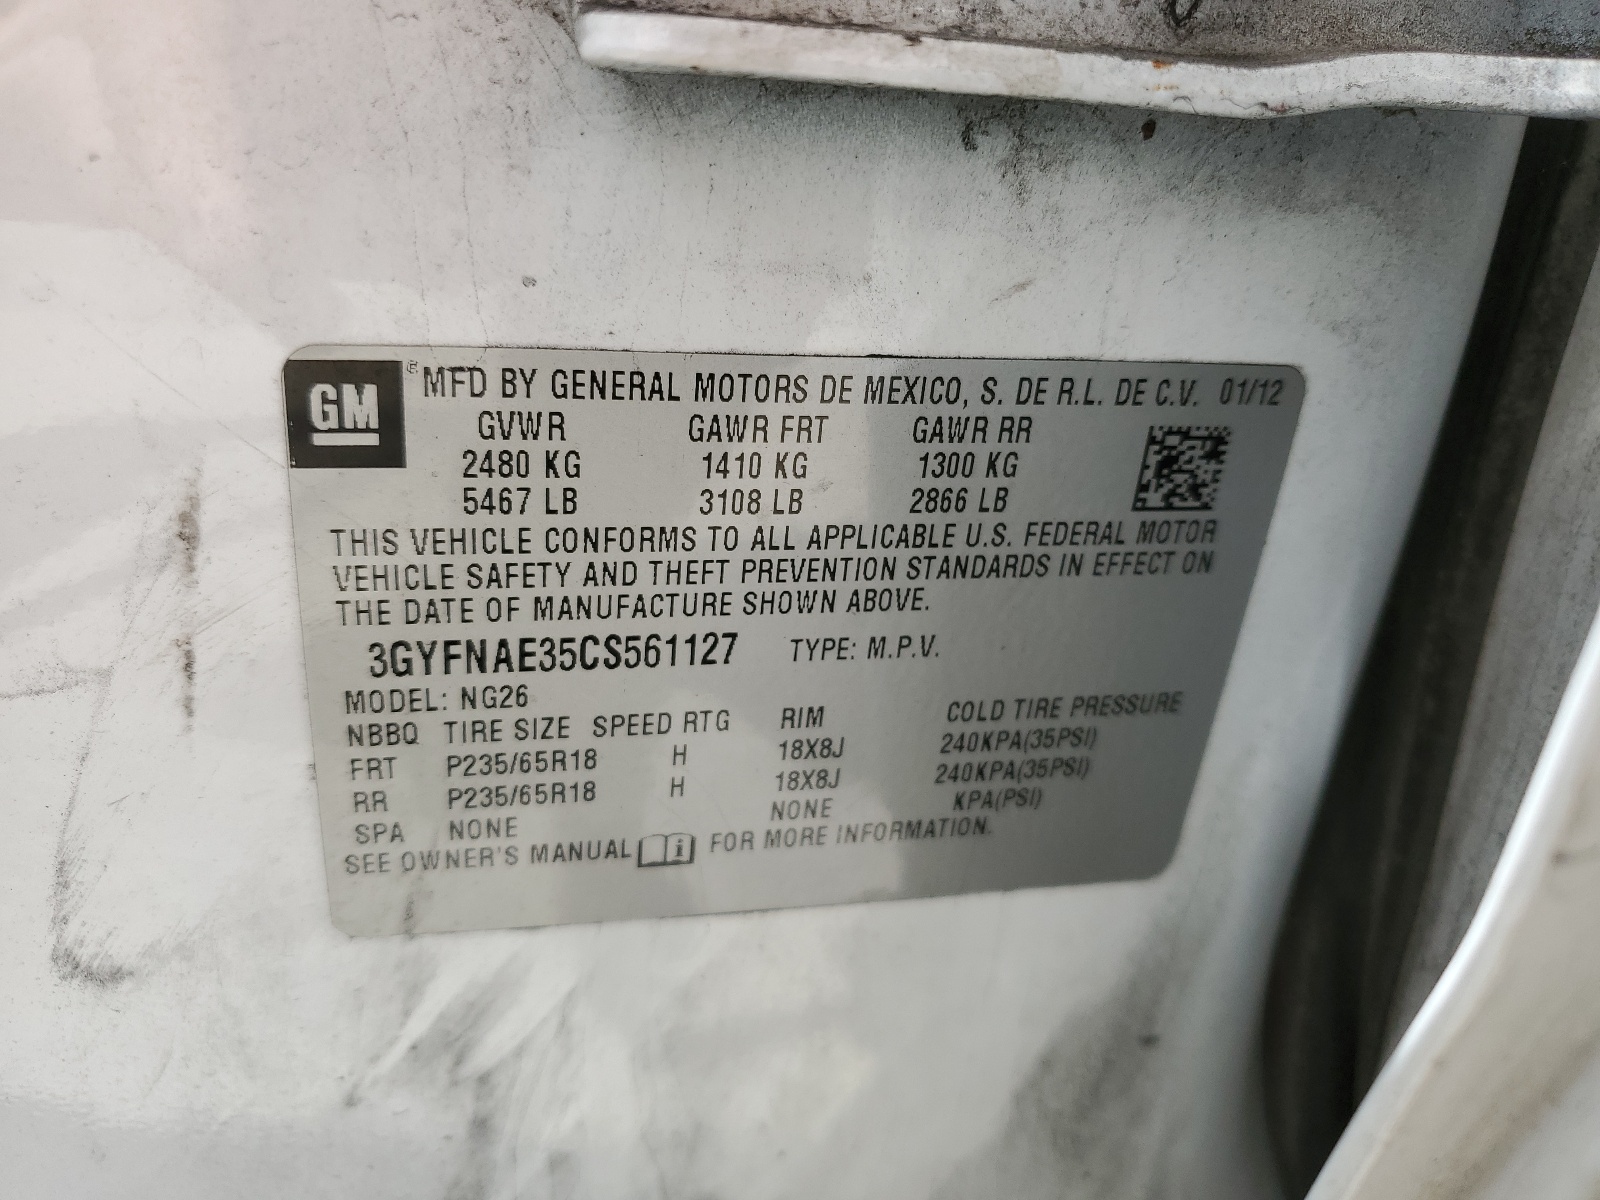 GM ® MFD BY GENERAL MOTORS DE MEXICO, S. DE R.L. DE C.V. 01/12
GVWR GAWR FRT GAWR RR
2480 KG 1410 KG 1300 KG
5467 LB 3108 LB 2866 LB
THIS VEHICLE CONFORMS TO ALL APPLICABLE U.S. FEDERAL MOTOR
VEHICLE SAFETY AND THEFT PREVENTION STANDARDS IN EFFECT ON
THE DATE OF MANUFACTURE SHOWN ABOVE.
3GYFNAE35CS561127 TYPE: M.P.V.
MODEL: NG26
NBBQ TIRE SIZE SPEED RTG RIM COLD TIRE PRESSURE
FRT P235/65R18 H 18X8J 240KPA(35PSI)
RR P235/65R18 H 18X8J 240KPA(35PSI)
SPA NONE NONE KPA(PSI)
SEE OWNER'S MANUAL i FOR MORE INFORMATION.